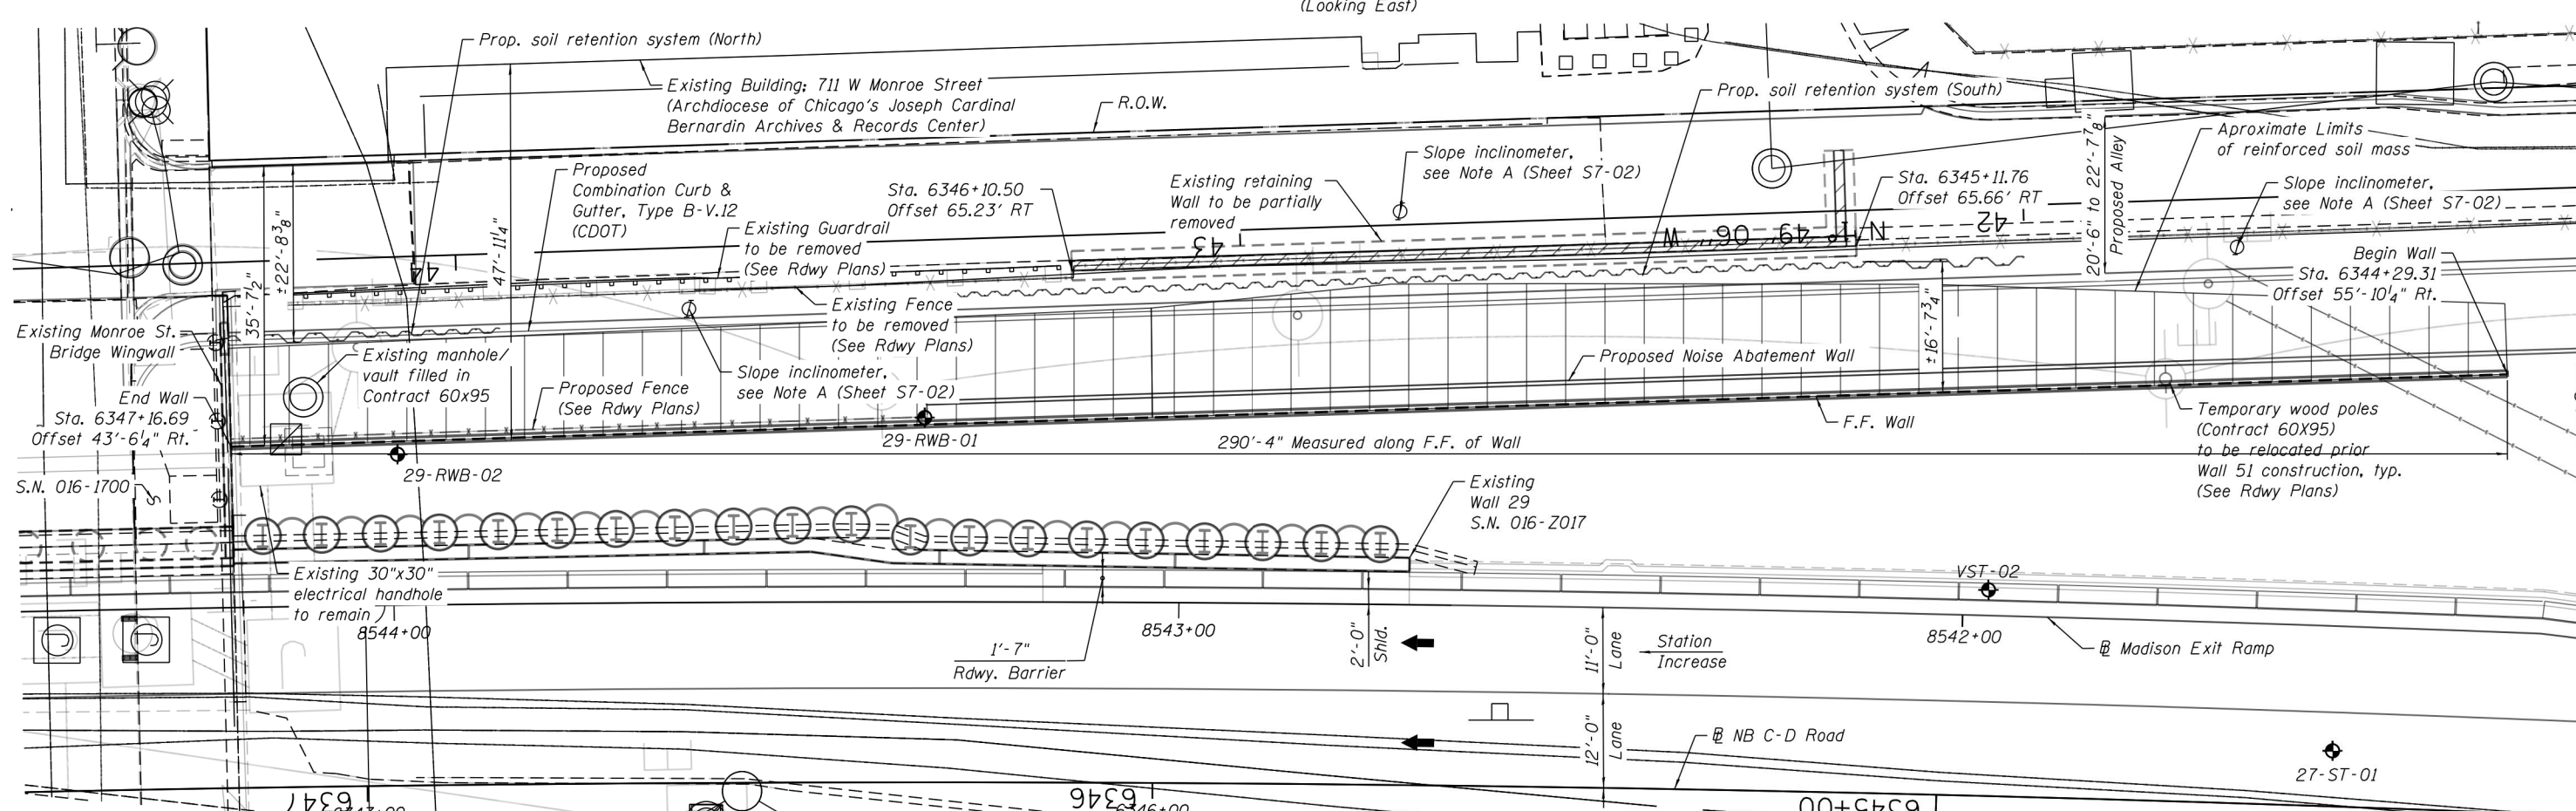 (Looking East)
Prop. soil retention system (North)
Existing Building; 711 W Monroe Street
(Archdiocese of Chicago's Joseph Cardinal
Bernardin Archives & Records Center)
R.O.W.
Prop. soil retention system (South)
Aproximate Limits
of reinforced soil mass
Proposed
Combination Curb &
Gutter, Type B-V.12
(CDOT)
Existing Guardrail
to be removed
(See Rdwy Plans)
Sta. 6346+10.50
Offset 65.23' RT
Existing retaining
Wall to be partially
removed
Slope inclinometer,
see Note A (Sheet S7-02)
Sta. 6345+11.76
Offset 65.66' RT
20'-6" to 22'-7 7/8"
Proposed Alley
Slope inclinometer,
see Note A (Sheet S7-02)
35'-7 1/2"
±22'-8 3/8"
47'-11 1/4"
44
43
N 1° 49' 06" W
42
Begin Wall
Sta. 6344+29.31
Offset 55'-10 1/4" Rt.
Existing Monroe St.
Bridge Wingwall
Existing Fence
to be removed
(See Rdwy Plans)
±16'-7 3/4"
Existing manhole/
vault filled in
Contract 60x95
Slope inclinometer,
see Note A (Sheet S7-02)
Proposed Noise Abatement Wall
End Wall
Sta. 6347+16.69
Offset 43'-6 1/4" Rt.
Proposed Fence
(See Rdwy Plans)
29-RWB-01
290'-4" Measured along F.F. of Wall
F.F. Wall
Temporary wood poles
(Contract 60X95)
to be relocated prior
Wall 51 construction, typ.
(See Rdwy Plans)
S.N. 016-1700
29-RWB-02
Existing
Wall 29
S.N. 016-Z017
Existing 30"x30"
electrical handhole
to remain
VST-02
8544+00
8543+00
8542+00
1'-7"
Rdwy. Barrier
2'-0"
Shld.
11'-0"
Lane
Station
Increase
℄ Madison Exit Ramp
12'-0"
Lane
℄ NB C-D Road
27-ST-01
6347
6346
6346+00
6345+00